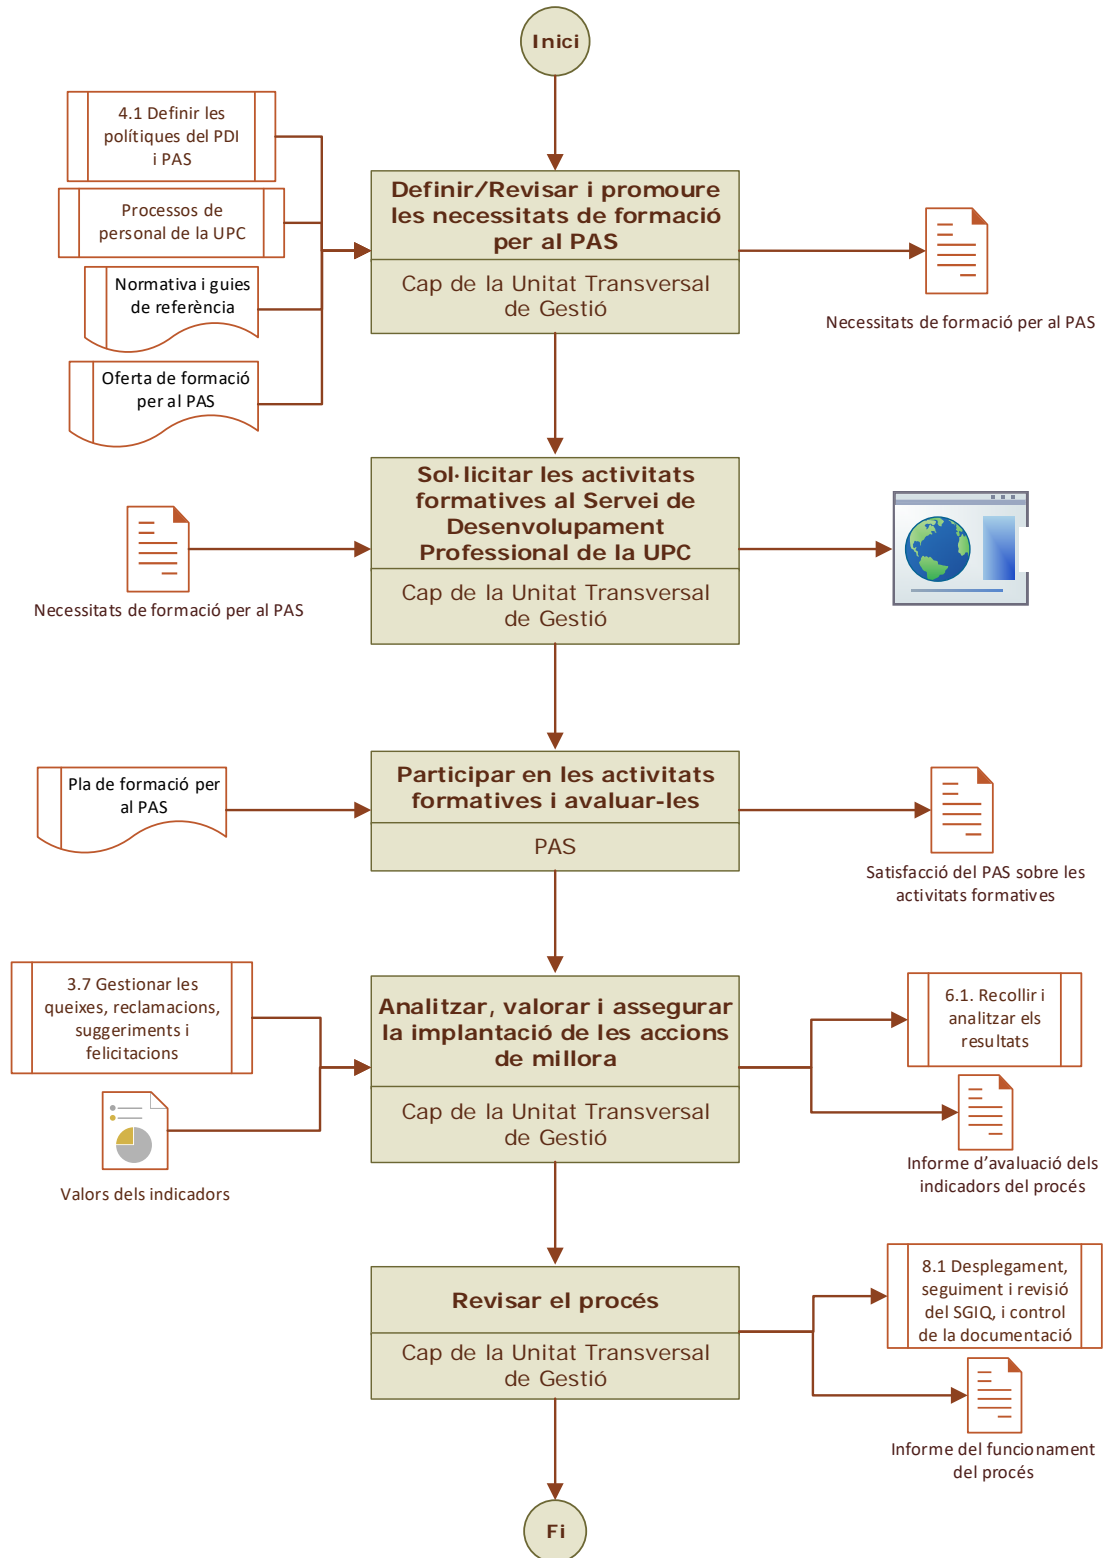 Inici
4.1 Definir les
polítiques del PDI
i PAS
Processos de
personal de la UPC
Normativa i guies
de referència
Oferta de formació
per al PAS
Definir/Revisar i promoure
les necessitats de formació
per al PAS
Cap de la Unitat Transversal
de Gestió
Necessitats de formació per al PAS
Necessitats de formació per al PAS
Sol·licitar les activitats
formatives al Servei de
Desenvolupament
Professional de la UPC
Cap de la Unitat Transversal
de Gestió
Pla de formació per
al PAS
Participar en les activitats
formatives i avaluar-les
PAS
Satisfacció del PAS sobre les
activitats formatives
3.7 Gestionar les
queixes, reclamacions,
suggeriments i
felicitacions
Valors dels indicadors
Analitzar, valorar i assegurar
la implantació de les accions
de millora
Cap de la Unitat Transversal
de Gestió
6.1. Recollir i
analitzar els
resultats
Informe d’avaluació dels
indicadors del procés
Revisar el procés
Cap de la Unitat Transversal
de Gestió
8.1 Desplegament,
seguiment i revisió
del SGIQ, i control
de la documentació
Informe del funcionament
del procés
Fi